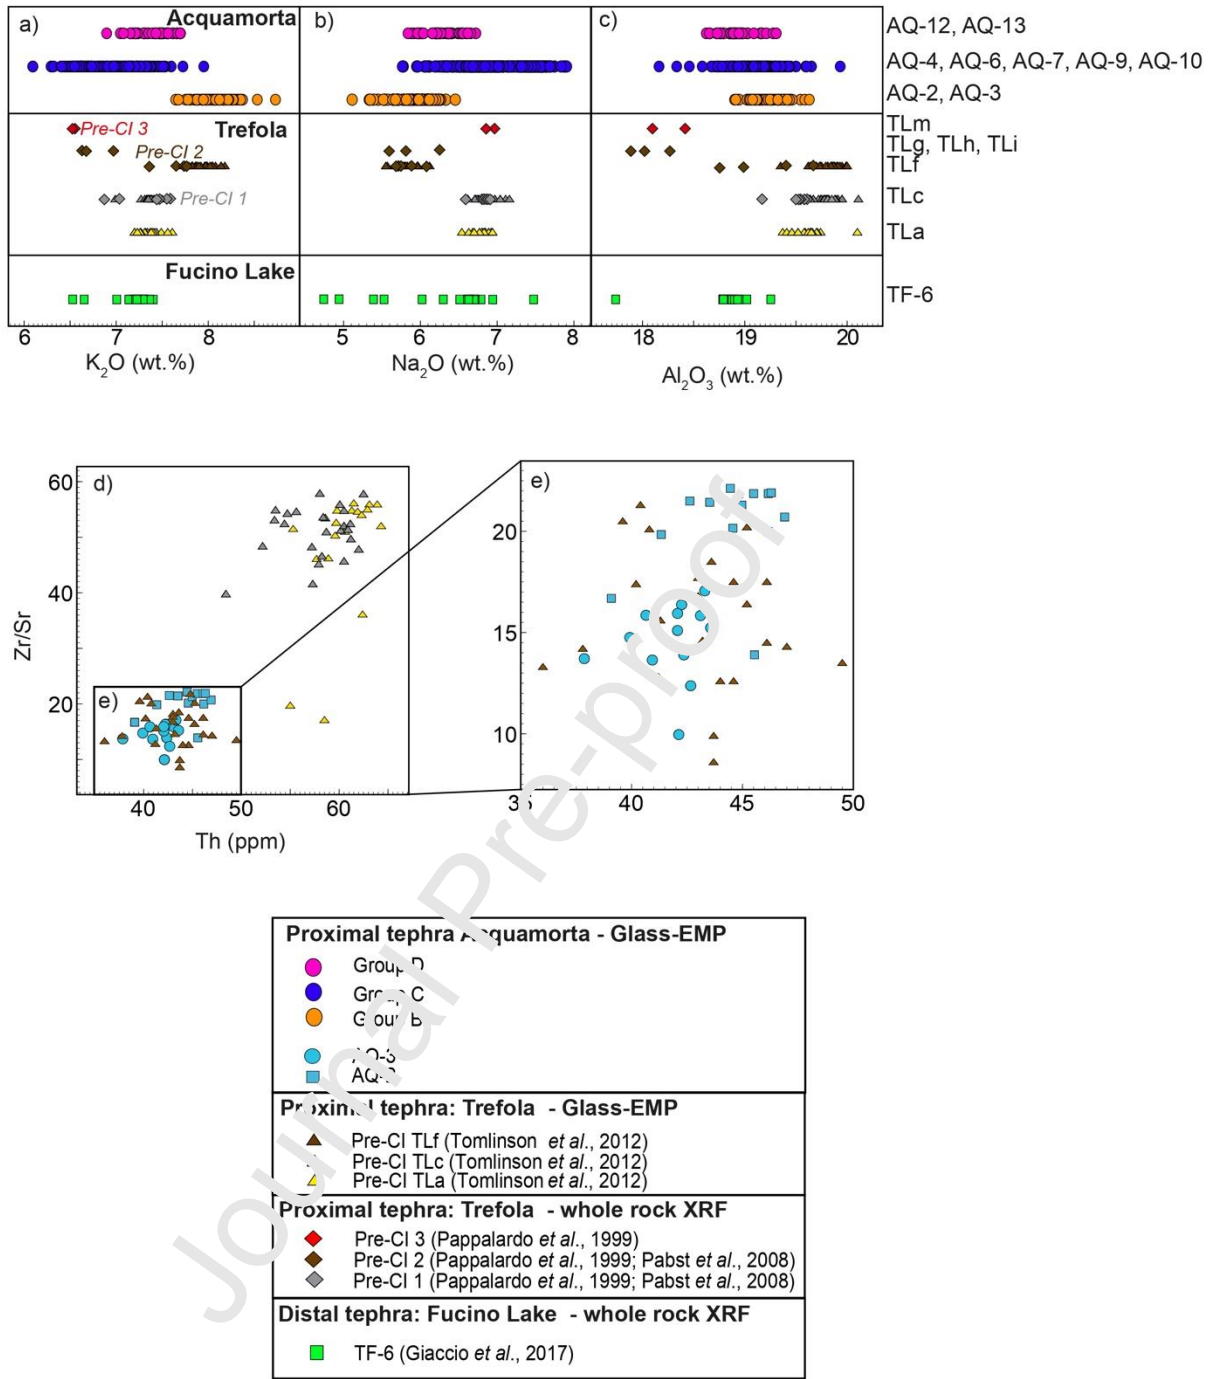 a) Acquamorta b) c)
AQ-12, AQ-13
AQ-4, AQ-6, AQ-7, AQ-9, AQ-10
AQ-2, AQ-3
Pre-CI 3 Trefola
TLm
Pre-CI 2
TLg, TLh, TLi
TLf
Pre-CI 1
TLc
TLa
Fucino Lake
TF-6
6 7 8 5 6 7 8 18 19 20
K2O (wt.%) Na2O (wt.%) Al2O3 (wt.%)
d) e)
60
40
20
Zr/Sr
e)
40 50 60
Th (ppm)
20
15
10
35 40 45 50
Journal Pre-proof
Proximal tephra Acquamorta - Glass-EMP
Group D
Group C
Group B
AQ-3
Proximal tephra: Trefola - Glass-EMP
Pre-CI TLf (Tomlinson et al., 2012)
Pre-CI TLc (Tomlinson et al., 2012)
Pre-CI TLa (Tomlinson et al., 2012)
Proximal tephra: Trefola - whole rock XRF
Pre-CI 3 (Pappalardo et al., 1999)
Pre-CI 2 (Pappalardo et al., 1999; Pabst et al., 2008)
Pre-CI 1 (Pappalardo et al., 1999; Pabst et al., 2008)
Distal tephra: Fucino Lake - whole rock XRF
TF-6 (Giaccio et al., 2017)